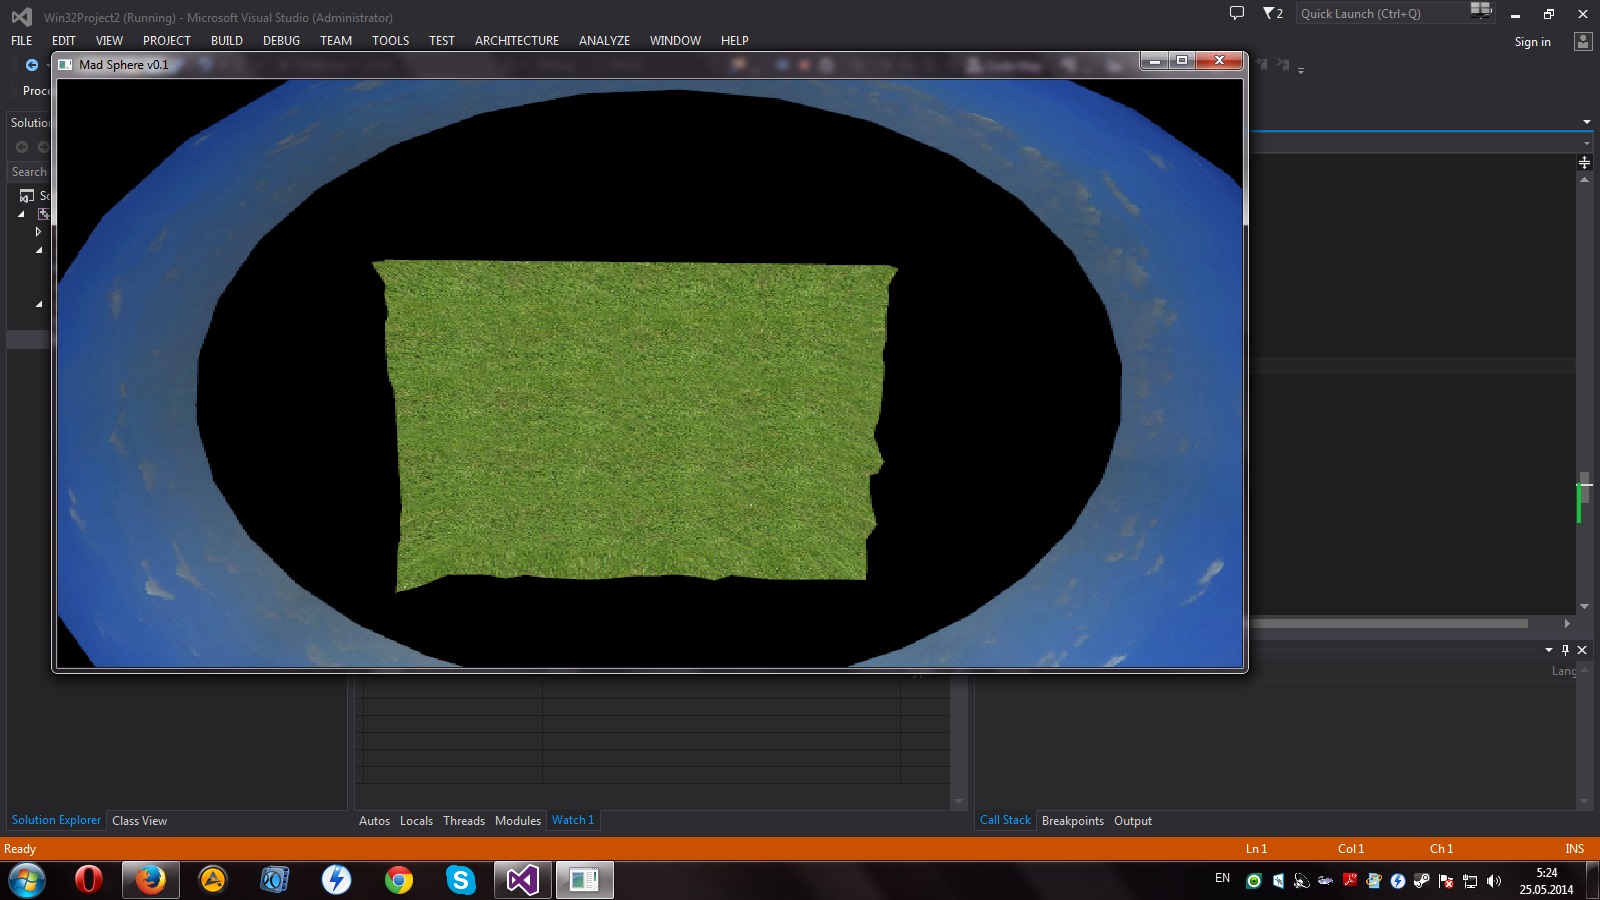 Win32Project2 (Running) - Microsoft Visual Studio (Administrator)
2
Quick Launch (Ctrl+Q)
FILE EDIT VIEW PROJECT BUILD DEBUG TEAM TOOLS TEST ARCHITECTURE ANALYZE WINDOW HELP
Sign in
Mad Sphere v0.1
Proce
Solution
Search
So
Lang
Solution Explorer Class View
Autos Locals Threads Modules Watch 1
Call Stack Breakpoints Output
Ready
Ln 1 Col 1 Ch 1 INS
EN
5:24
25.05.2014